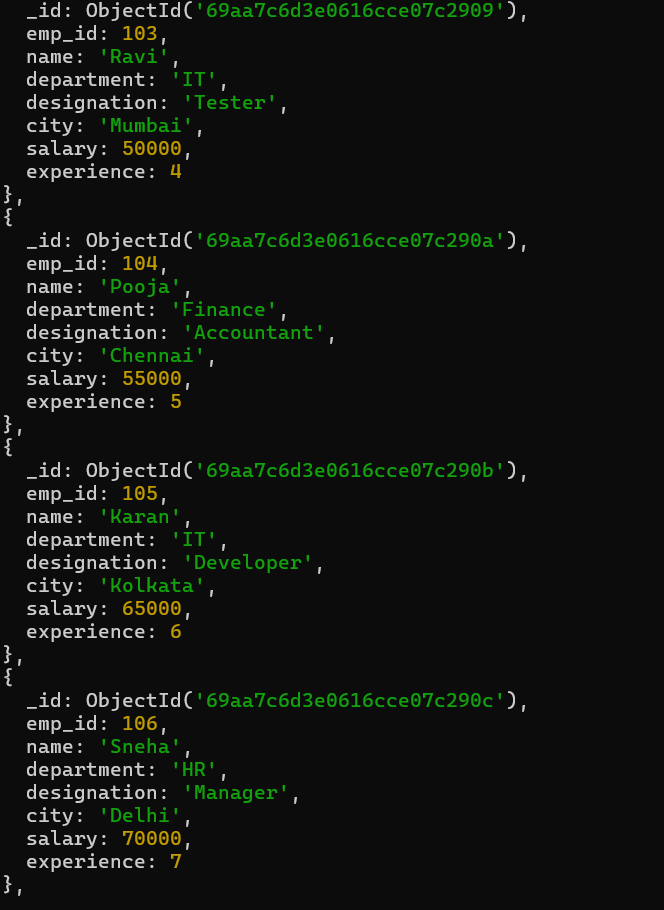 _id: ObjectId('69aa7c6d3e0616cce07c2909'),
emp_id: 103,
name: 'Ravi',
department: 'IT',
designation: 'Tester',
city: 'Mumbai',
salary: 50000,
experience: 4
},
{
_id: ObjectId('69aa7c6d3e0616cce07c290a'),
emp_id: 104,
name: 'Pooja',
department: 'Finance',
designation: 'Accountant',
city: 'Chennai',
salary: 55000,
experience: 5
},
{
_id: ObjectId('69aa7c6d3e0616cce07c290b'),
emp_id: 105,
name: 'Karan',
department: 'IT',
designation: 'Developer',
city: 'Kolkata',
salary: 65000,
experience: 6
},
{
_id: ObjectId('69aa7c6d3e0616cce07c290c'),
emp_id: 106,
name: 'Sneha',
department: 'HR',
designation: 'Manager',
city: 'Delhi',
salary: 70000,
experience: 7
},